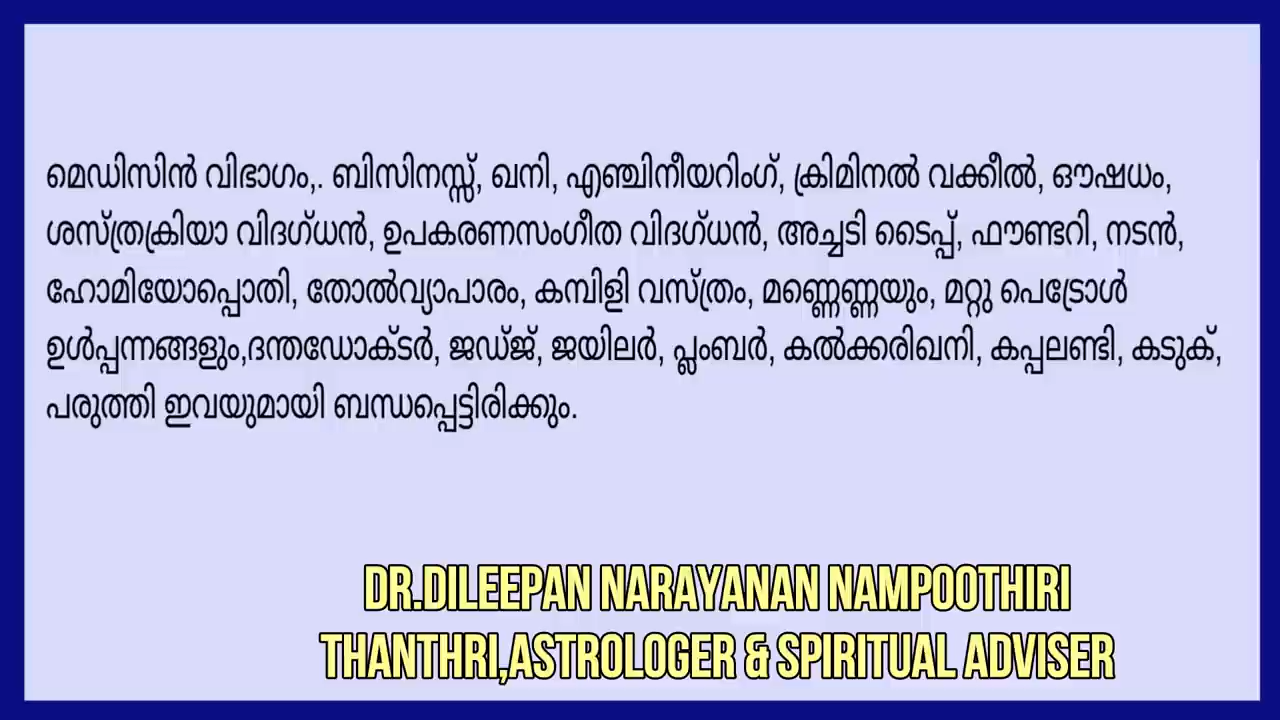 മെഡിസിൻ വിഭാഗം,. ബിസിനസ്സ്, ഖനി, എഞ്ചിനീയറിംഗ്, ക്രിമിനൽ വക്കീൽ, ഔഷധം,
ശസ്ത്രക്രിയാ വിദഗ്ധൻ, ഉപകരണസംഗീത വിദഗ്ധൻ, അച്ചടി ടൈപ്പ്, ഫൗണ്ടറി, നടൻ,
ഹോമിയോപ്പൊതി, തോൽവ്യാപാരം, കമ്പിളി വസ്ത്രം, മണ്ണെണ്ണയും, മറ്റു പെട്രോൾ
ഉൾപ്പന്നങ്ങളും,ദന്തഡോക്ടർ, ജഡ്ജ്, ജയിലർ, പ്ലംബർ, കൽക്കരിഖനി, കപ്പലണ്ടി, കടുക്,
പരുത്തി ഇവയുമായി ബന്ധപ്പെട്ടിരിക്കും.
DR.DILEEPAN NARAYANAN NAMPOOTHIRI
THANTHRI,ASTROLOGER & SPIRITUAL ADVISER